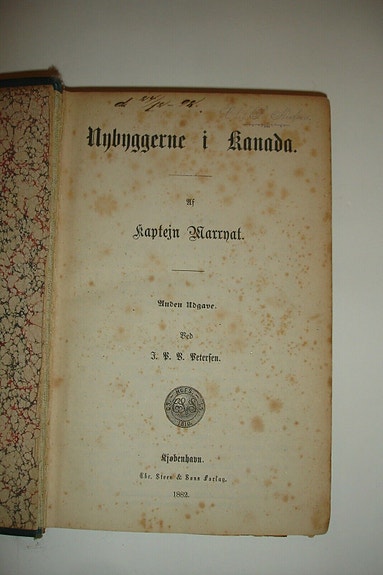 Nybyggerne i Kanada.
Af
Kaptejn Marryat.
Anden Udgave.
Ved
J. P. R. Petersen.
Kjøbenhavn.
Chr. Steen & Søns Forlag.
1882.